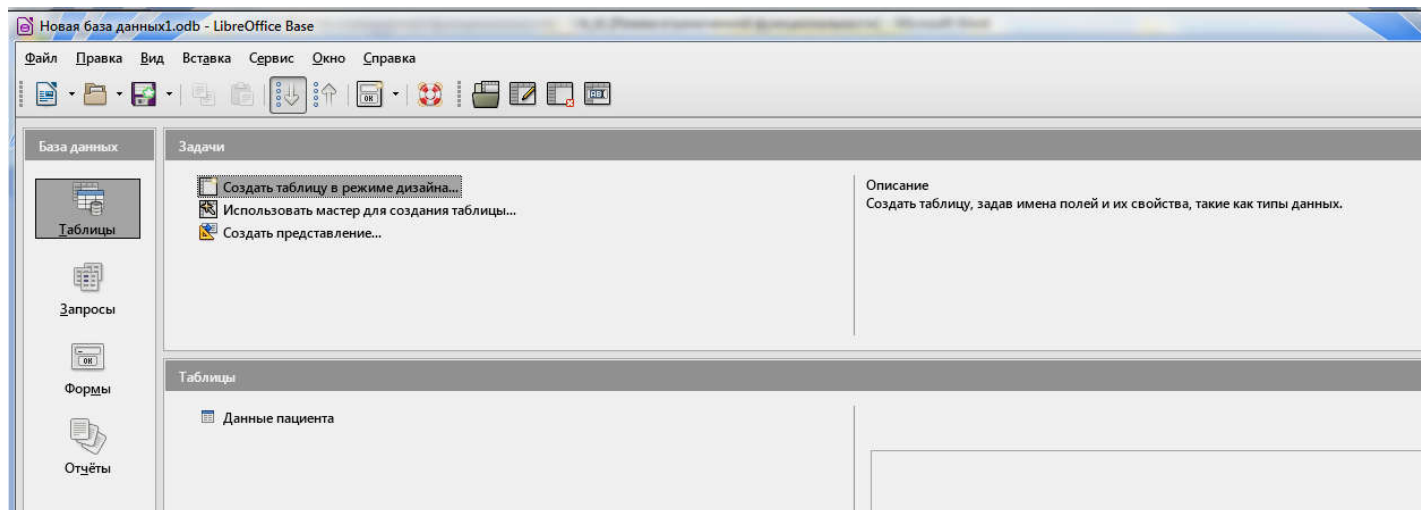 Новая база данных1.odb - LibreOffice Base
Файл Правка Вид Вставка Сервис Окно Справка
База данных
Задачи
Таблицы
Создать таблицу в режиме дизайна...
Использовать мастер для создания таблицы...
Создать представление...
Описание
Создать таблицу, задав имена полей и их свойства, такие как типы данных.
Запросы
Формы
Отчёты
Таблицы
Данные пациента